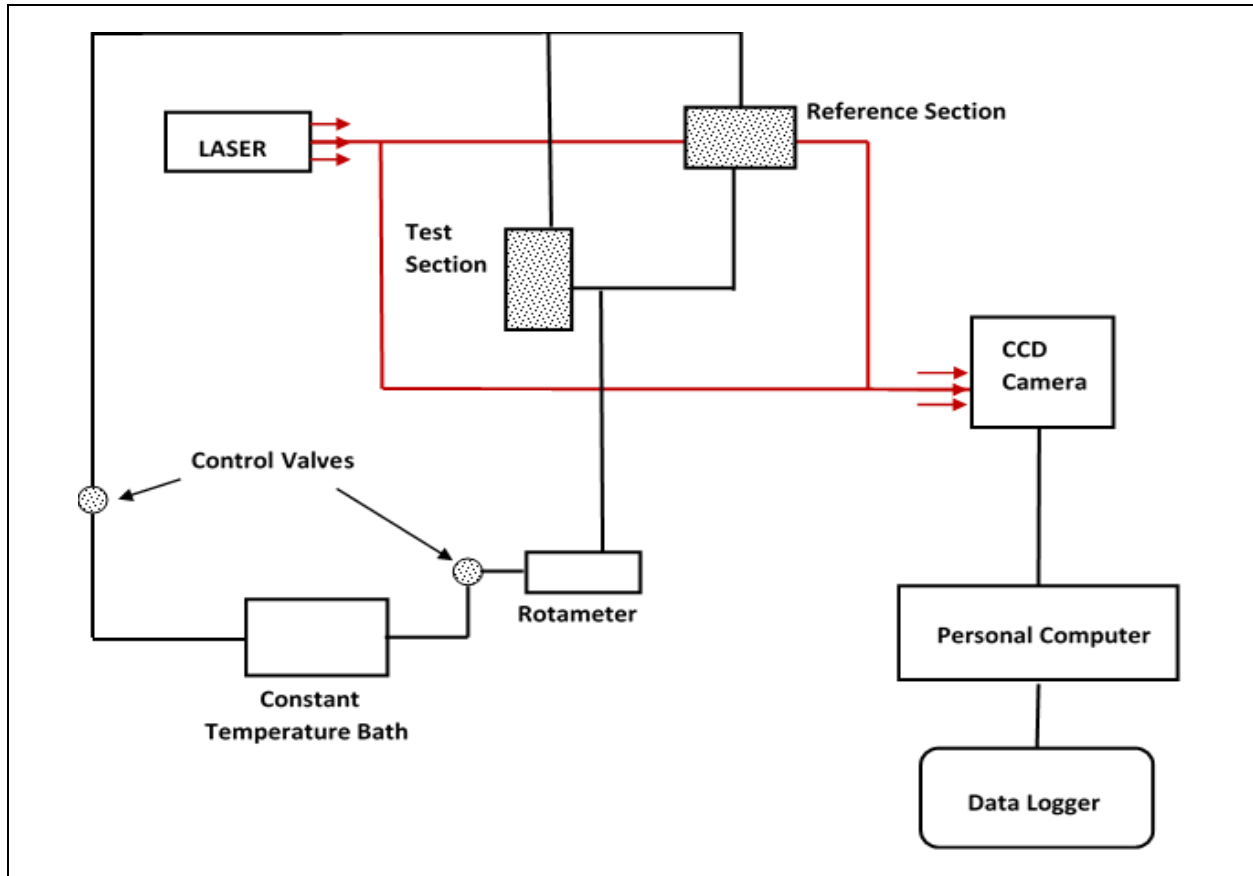 Reference Section
LASER
Test
Section
CCD
Camera
Control Valves
Rotameter
Personal Computer
Constant
Temperature Bath
Data Logger